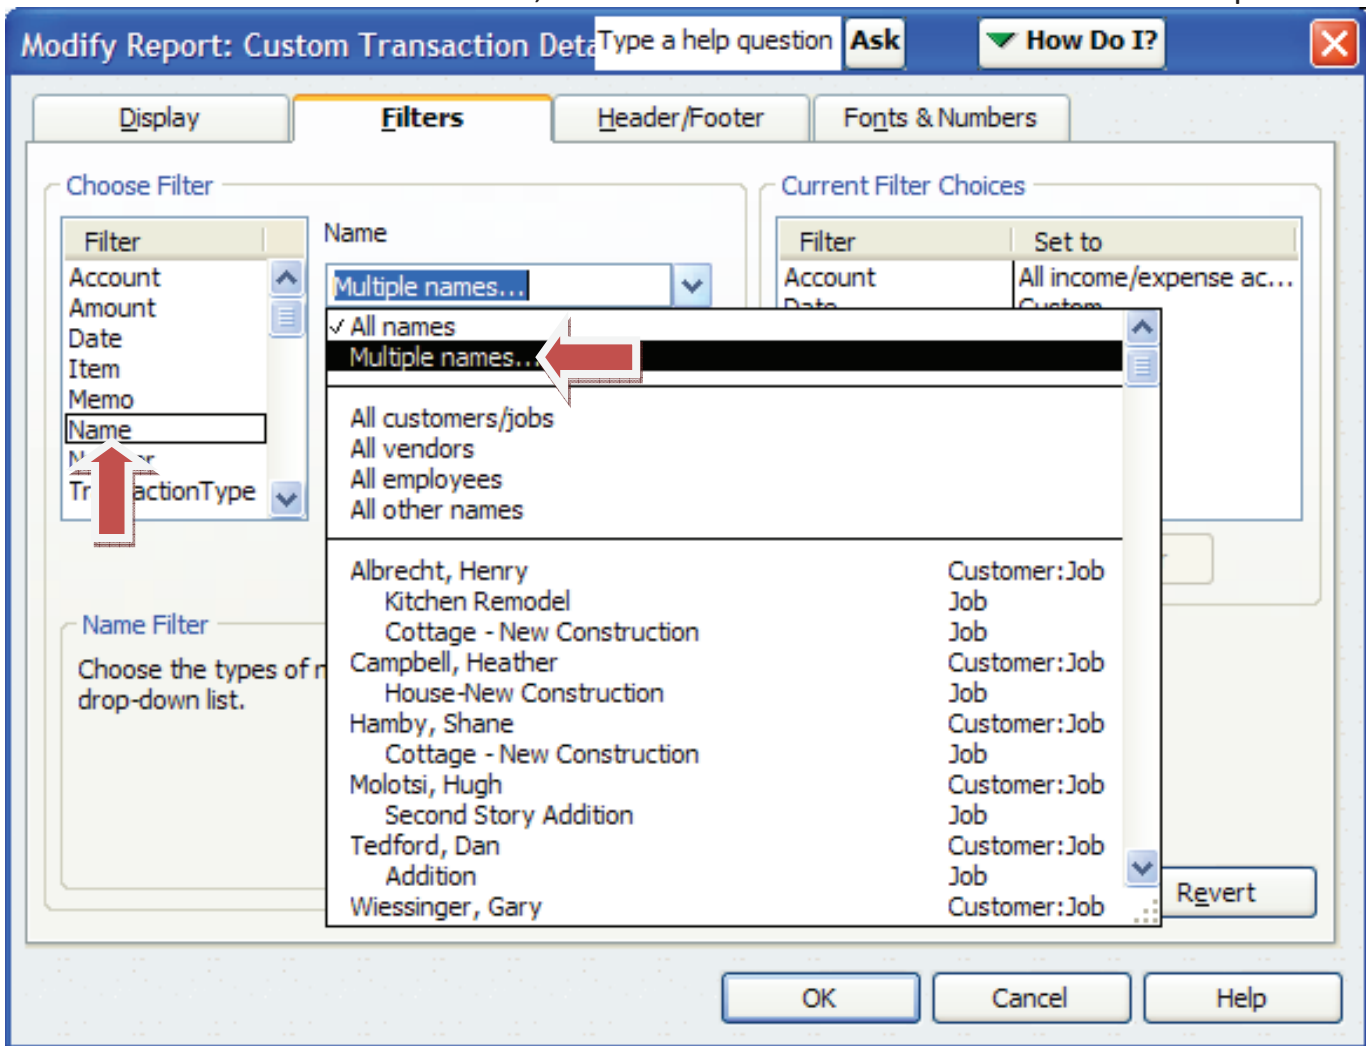 Modify Report: Custom Transaction Deta
Type a help question
Ask
How Do I?
Display
Filters
Header/Footer
Fonts & Numbers
Choose Filter
Current Filter Choices
Filter
Account
Amount
Date
Item
Memo
Name
TransactionType
Name
Multiple names...
✓ All names
Multiple names...
All customers/jobs
All vendors
All employees
All other names
Albrecht, Henry Customer:Job
Kitchen Remodel Job
Cottage - New Construction Job
Campbell, Heather Customer:Job
House-New Construction Job
Hamby, Shane Customer:Job
Cottage - New Construction Job
Molotsi, Hugh Customer:Job
Second Story Addition Job
Tedford, Dan Customer:Job
Addition Job
Wiessinger, Gary Customer:Job
Filter Set to
Account All income/expense ac...
Date Custom
Name Filter
Choose the types of n
drop-down list.
Revert
OK
Cancel
Help